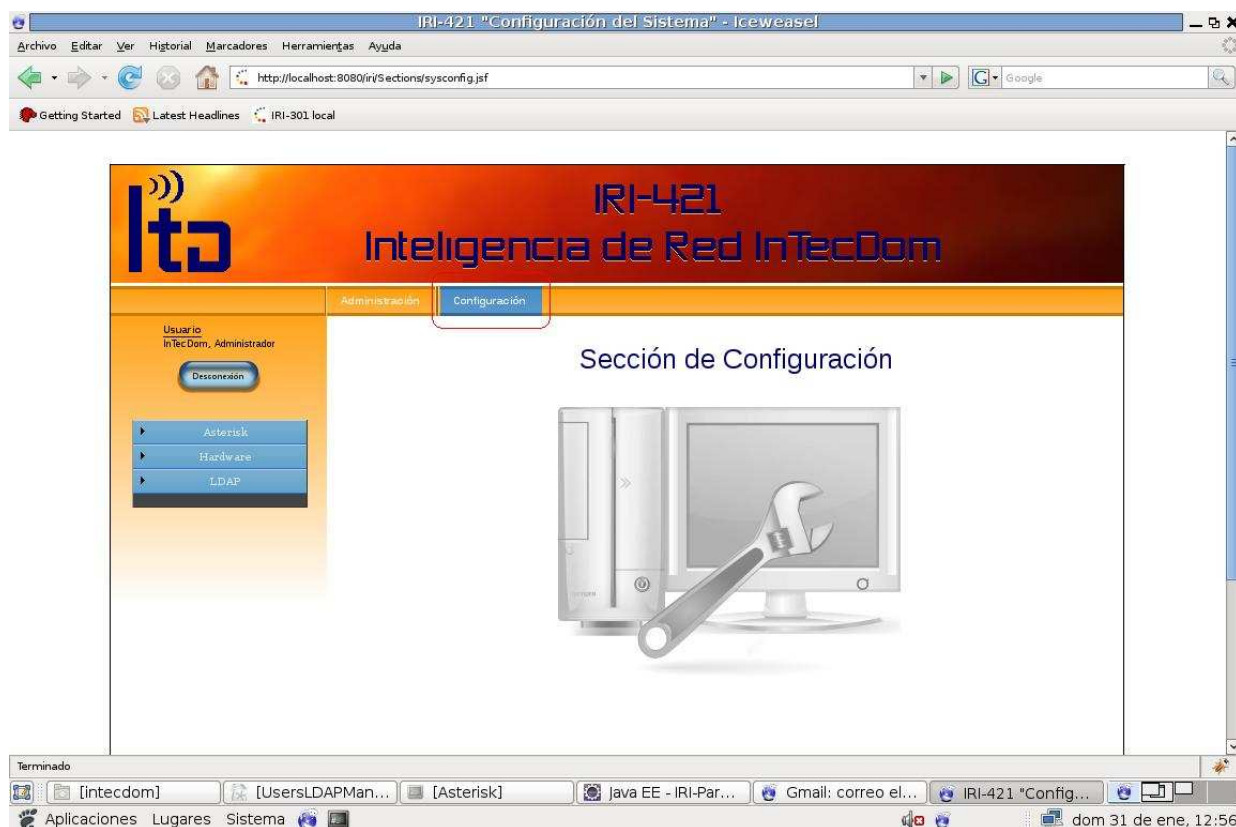 IRI-421 "Configuración del Sistema" - Iceweasel
Archivo Editar Ver Historial Marcadores Herramientas Ayuda
http://localhost:8080/iri/Sections/sysconfig.jsf
G Google
Getting Started Latest Headlines IRI-301 local
Itd
IRI-421
Inteligencia de Red InTecDom
Administración Configuración
Usuario
InTecDom, Administrador
Desconexión
Asterisk
Hardware
LDAP
Sección de Configuración
Terminado
[intecdom] [UsersLDAPMan... [Asterisk] Java EE - IRI-Par... Gmail: correo el... IRI-421 "Config...
Aplicaciones Lugares Sistema dom 31 de ene, 12:56